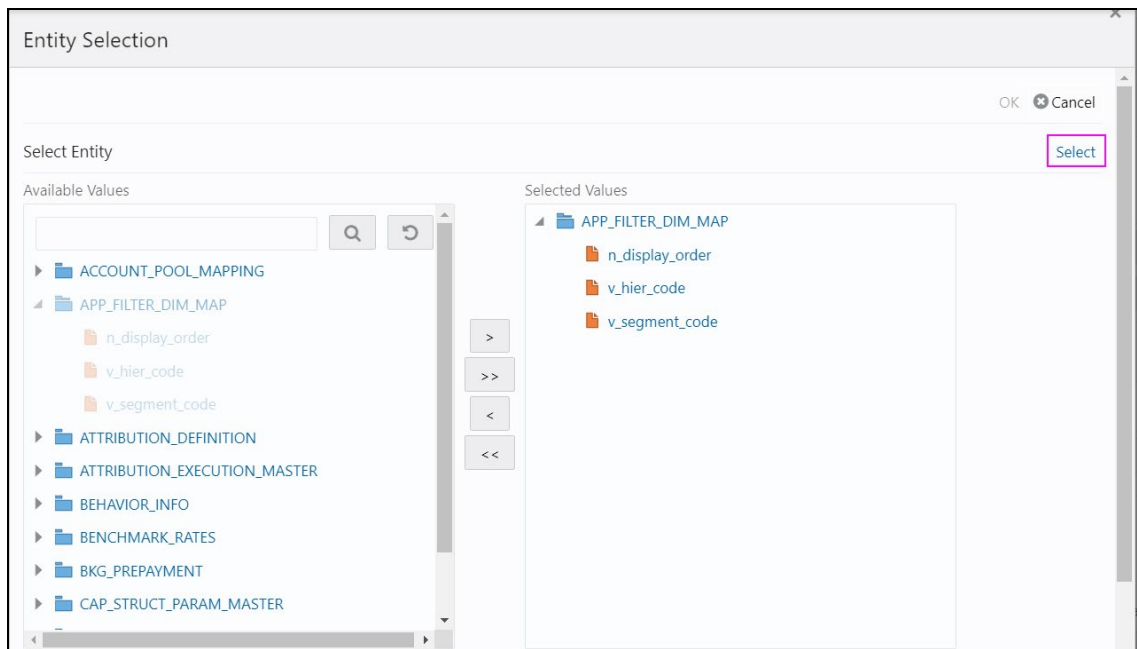 Entity Selection
OK Cancel
Select Entity
Select
Available Values
Selected Values
ACCOUNT_POOL_MAPPING
APP_FILTER_DIM_MAP
n_display_order
v_hier_code
v_segment_code
ATTRIBUTION_DEFINITION
ATTRIBUTION_EXECUTION_MASTER
BEHAVIOR_INFO
BENCHMARK_RATES
BKG_PREPAYMENT
CAP_STRUCT_PARAM_MASTER
>
>>
<
<<
APP_FILTER_DIM_MAP
n_display_order
v_hier_code
v_segment_code